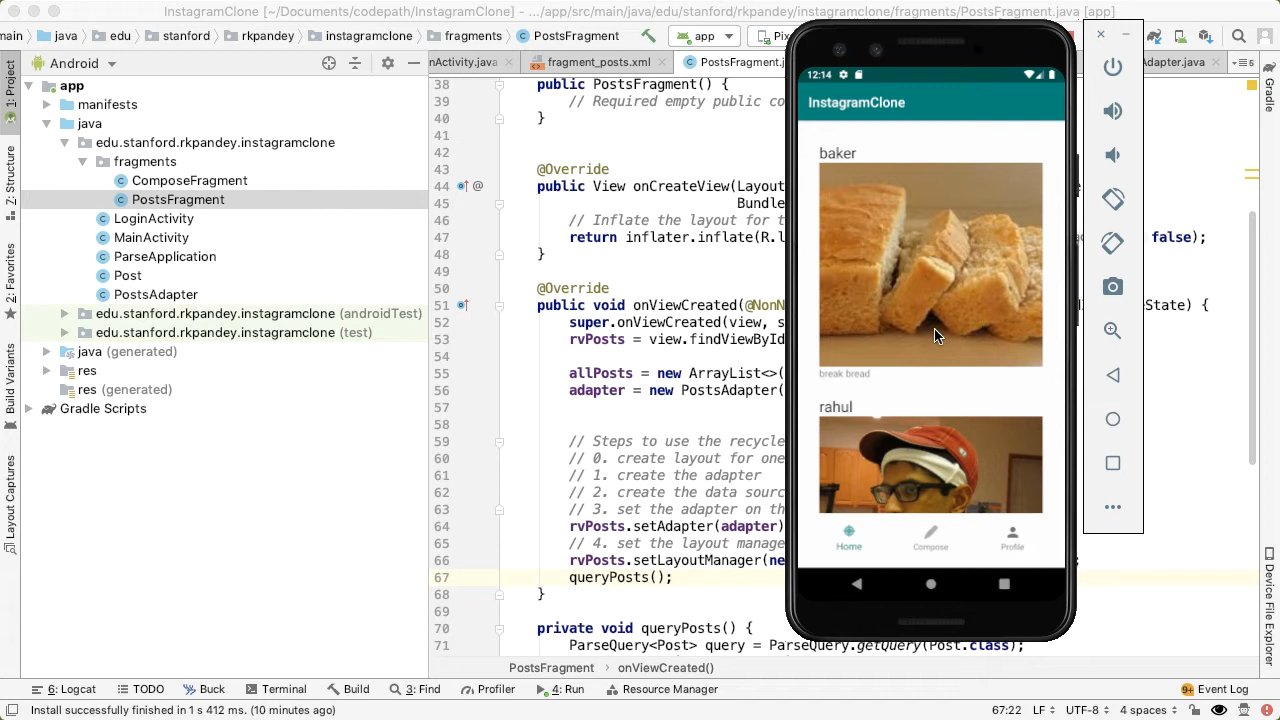 Clone [~/Codepath/InstagramClone] - .../app/src/main/java/edu/stanford/rkpandey/instagramclone/fragments/PostsFragment.java [app]
main java edu PostsFragm app Pix
Android
Activity.java fragment_posts.xml PostsFragment.j Adapter.java
1: Project
2: Structure
2: Favorites
Build Variants
Layout Captures
app
manifests
java
edu.stanford.rkpandey.instagramclone
fragments
ComposeFragment
PostsFragment
LoginActivity
MainActivity
ParseApplication
Post
PostsAdapter
edu.stanford.rkpandey.instagramclone (androidTest)
edu.stanford.rkpandey.instagramclone (test)
java (generated)
res
res (generated)
Gradle Scripts
38 public PostsFragment() {
39 // Required empty public co
40 }
41
42
43 @Override
44 @ public View onCreateView(Layout
45 Bundle
46 // Inflate the layout for t
47 return inflater.inflate(R.l false);
48 }
49
50 @Override
51 public void onViewCreated(@NonN State) {
52 super.onViewCreated(view, s
53 rvPosts = view.findViewById
54
55 allPosts = new ArrayList<>(
56 adapter = new PostsAdapter(
57
58
59 // Steps to use the recycle
60 // 0. create layout for one
61 // 1. create the adapter
62 // 2. create the data sourc
63 // 3. set the adapter on th
64 rvPosts.setAdapter(adapter)
65 // 4. set the layout manage
66 rvPosts.setLayoutManager(ne ;
67 queryPosts();
68 }
69
70 private void queryPosts() {
71 ParseQuery<Post> query = ParseQuery.getQuery(Post.class);
12:14
InstagramClone
baker
break bread
rahul
Home Compose Profile
Gradle
Device File Explorer
PostsFragment › onViewCreated()
6: Logcat TODO Buck Terminal Build 3: Find Profiler 4: Run Resource Manager 9+ Event Log
Install successfully finished in 1 s 412 ms. (10 minutes ago) 67:22 LF UTF-8 4 spaces